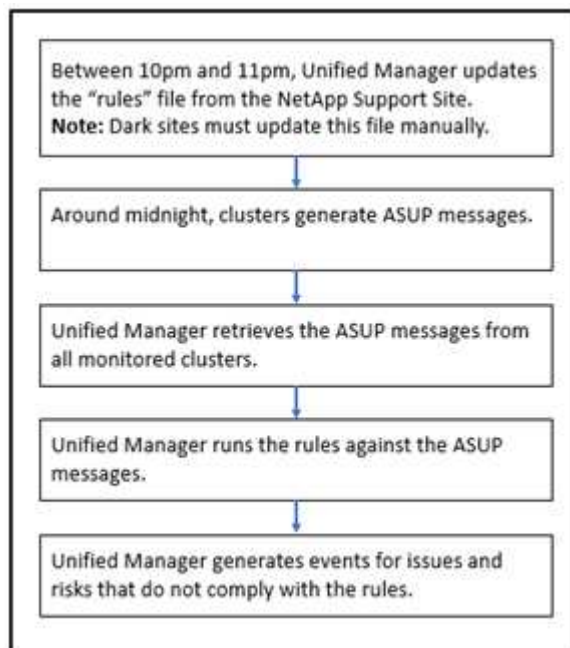 Between 10pm and 11pm, Unified Manager updates
the “rules” file from the NetApp Support Site.
Note: Dark sites must update this file manually.
Around midnight, clusters generate ASUP messages.
Unified Manager retrieves the ASUP messages from
all monitored clusters.
Unified Manager runs the rules against the ASUP
messages.
Unified Manager generates events for issues and
risks that do not comply with the rules.